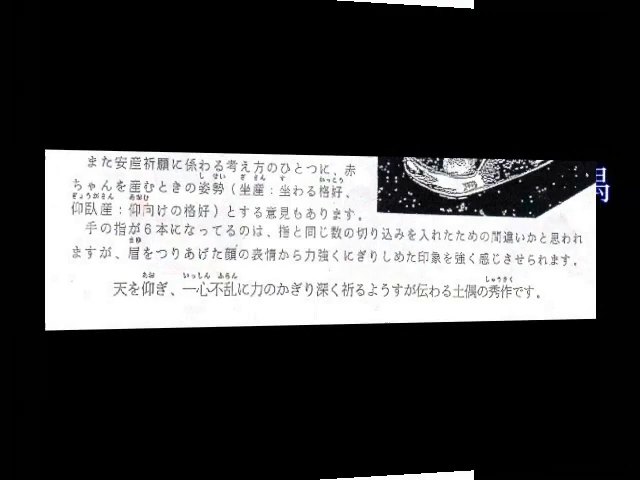 また安産祈願に係わる考え方のひとつに、赤
ちゃんを産むときの姿勢（坐産：坐わる格好、
仰臥産：仰向けの格好）とする意見もあります。
手の指が６本になってるのは、指と同じ数の切り込みを入れたための間違いかと思われ
ますが、眉をつりあげた顔の表情から力強くにぎりしめた印象を強く感じさせられます。
天を仰ぎ、一心不乱に力のかぎり深く祈るようすが伝わる土偶の秀作です。